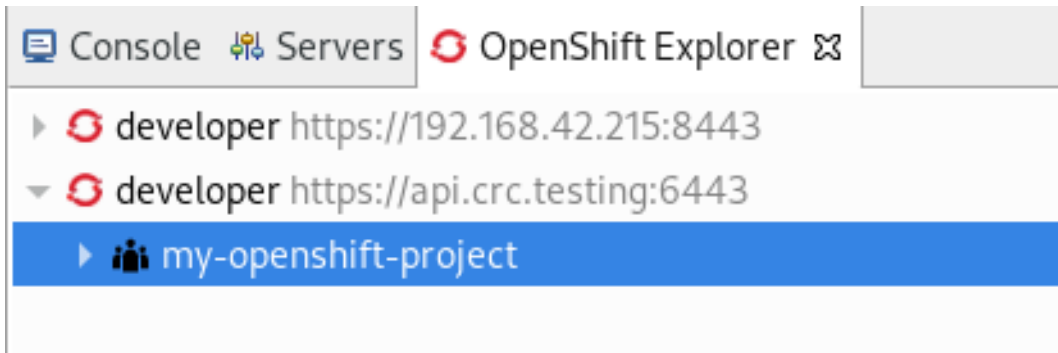 Console Servers OpenShift Explorer
developer https://192.168.42.215:8443
developer https://api.crc.testing:6443
my-openshift-project